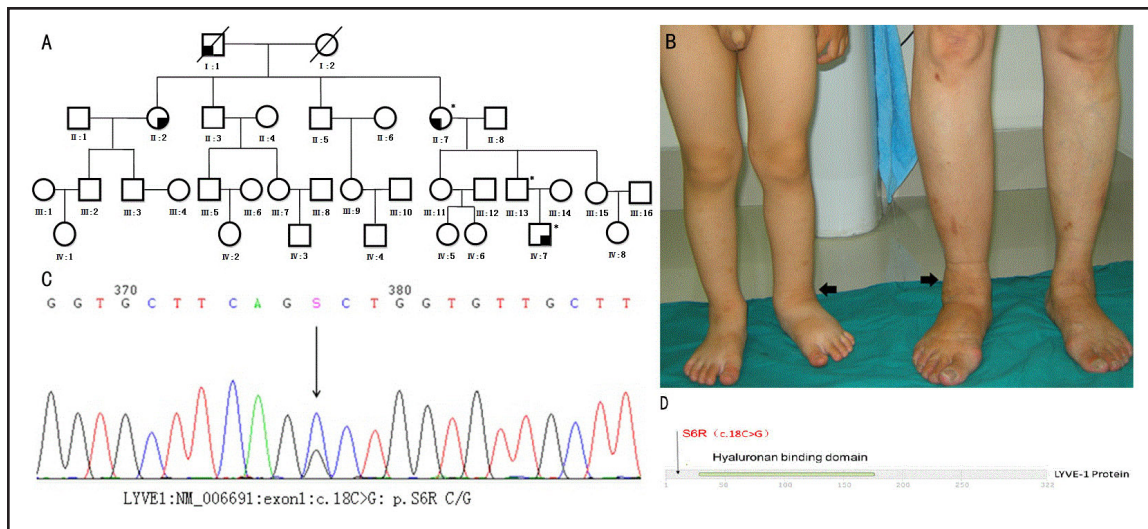 A
I:1
I:2
*
II:1
II:2
II:3
II:4
II:5
II:6
II:7
II:8
*
III:1
III:2
III:3
III:4
III:5
III:6
III:7
III:8
III:9
III:10
III:11
III:12
III:13
III:14
III:15
III:16
*
IV:1
IV:2
IV:3
IV:4
IV:5
IV:6
IV:7
IV:8
B
C
370
380
G G T G C T T C A G S C T G G T G T T G C T T
LYVE1:NM_006691:exon1:c.18C>G: p.S6R C/G
D
S6R (c.18C>G)
Hyaluronan binding domain
LYVE-1 Protein
1
100
200
250
322